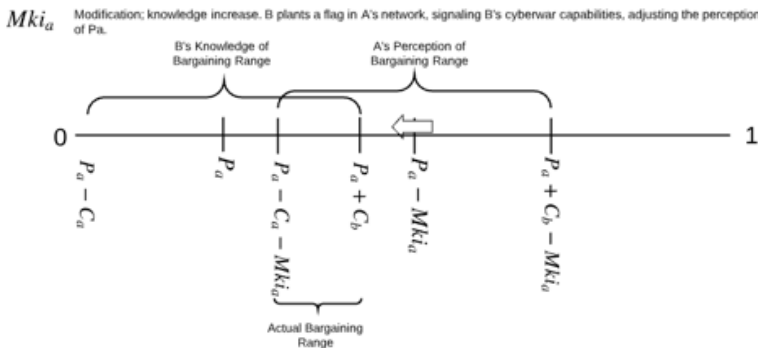 Mki_a
Modification; knowledge increase. B plants a flag in A's network, signaling B's cyberwar capabilities, adjusting the perception
of Pa.
B's Knowledge of
Bargaining Range
A's Perception of
Bargaining Range
0
1
P_a − C_a
P_a
P_a − C_a − Mki_a
P_a + C_b
P_a − Mki_a
P_a + C_b − Mki_a
Actual Bargaining
Range